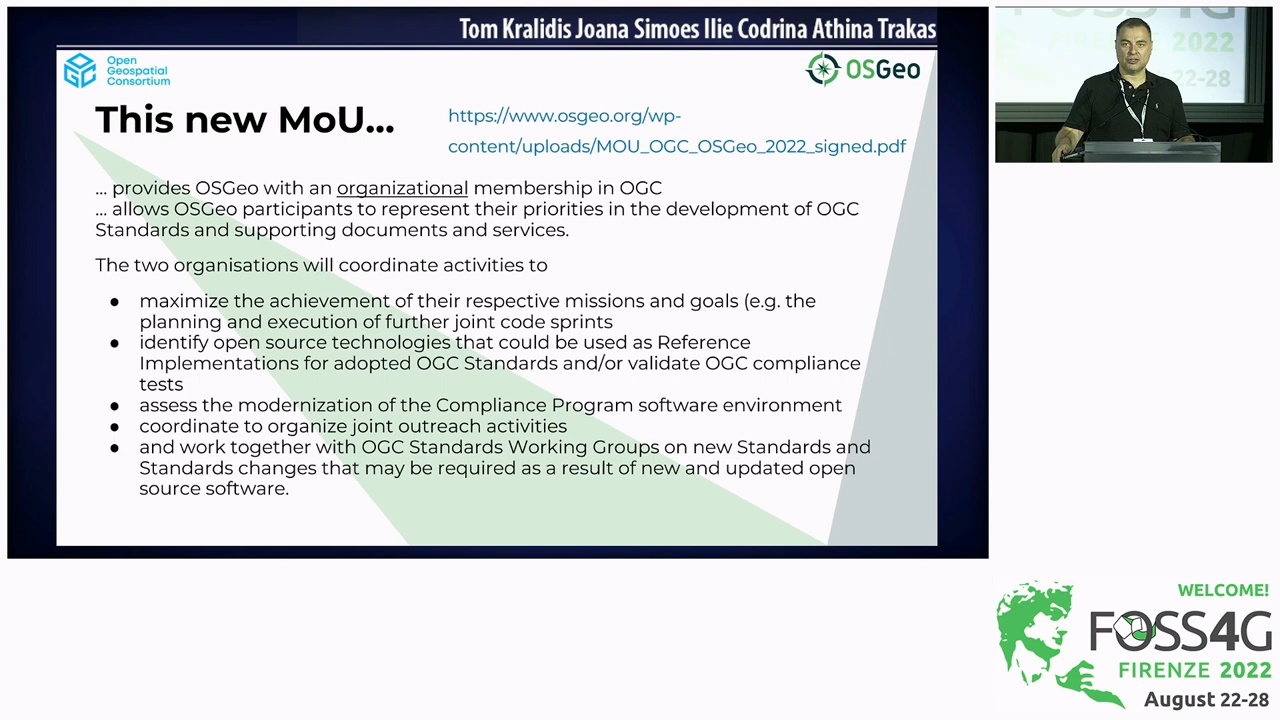 Tom Kralidis Joana Simoes Ilie Codrina Athina Trakas
Open
Geospatial
Consortium
OSGeo
This new MoU...
https://www.osgeo.org/wp-
content/uploads/MOU_OGC_OSGeo_2022_signed.pdf
... provides OSGeo with an organizational membership in OGC
... allows OSGeo participants to represent their priorities in the development of OGC
Standards and supporting documents and services.
The two organisations will coordinate activities to
● maximize the achievement of their respective missions and goals (e.g. the
planning and execution of further joint code sprints
● identify open source technologies that could be used as Reference
Implementations for adopted OGC Standards and/or validate OGC compliance
tests
● assess the modernization of the Compliance Program software environment
● coordinate to organize joint outreach activities
● and work together with OGC Standards Working Groups on new Standards and
Standards changes that may be required as a result of new and updated open
source software.
FOSS4G
FIRENZE 2022
22-28
WELCOME!
FOSS4G
FIRENZE 2022
August 22-28